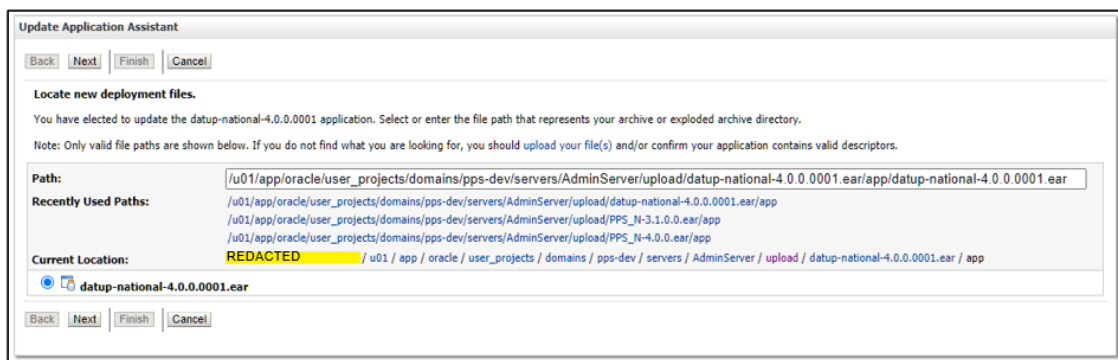 Update Application Assistant
Back Next Finish Cancel
Locate new deployment files.
You have elected to update the datup-national-4.0.0.0001 application. Select or enter the file path that represents your archive or exploded archive directory.
Note: Only valid file paths are shown below. If you do not find what you are looking for, you should upload your file(s) and/or confirm your application contains valid descriptors.
Path: /u01/app/oracle/user_projects/domains/pps-dev/servers/AdminServer/upload/datup-national-4.0.0.0001.ear/app/datup-national-4.0.0.0001.ear
Recently Used Paths: /u01/app/oracle/user_projects/domains/pps-dev/servers/AdminServer/upload/datup-national-4.0.0.0001.ear/app
/u01/app/oracle/user_projects/domains/pps-dev/servers/AdminServer/upload/PPS_N-3.1.0.0.ear/app
/u01/app/oracle/user_projects/domains/pps-dev/servers/AdminServer/upload/PPS_N-4.0.0.ear/app
Current Location: REDACTED / u01 / app / oracle / user_projects / domains / pps-dev / servers / AdminServer / upload / datup-national-4.0.0.0001.ear / app
datup-national-4.0.0.0001.ear
Back Next Finish Cancel